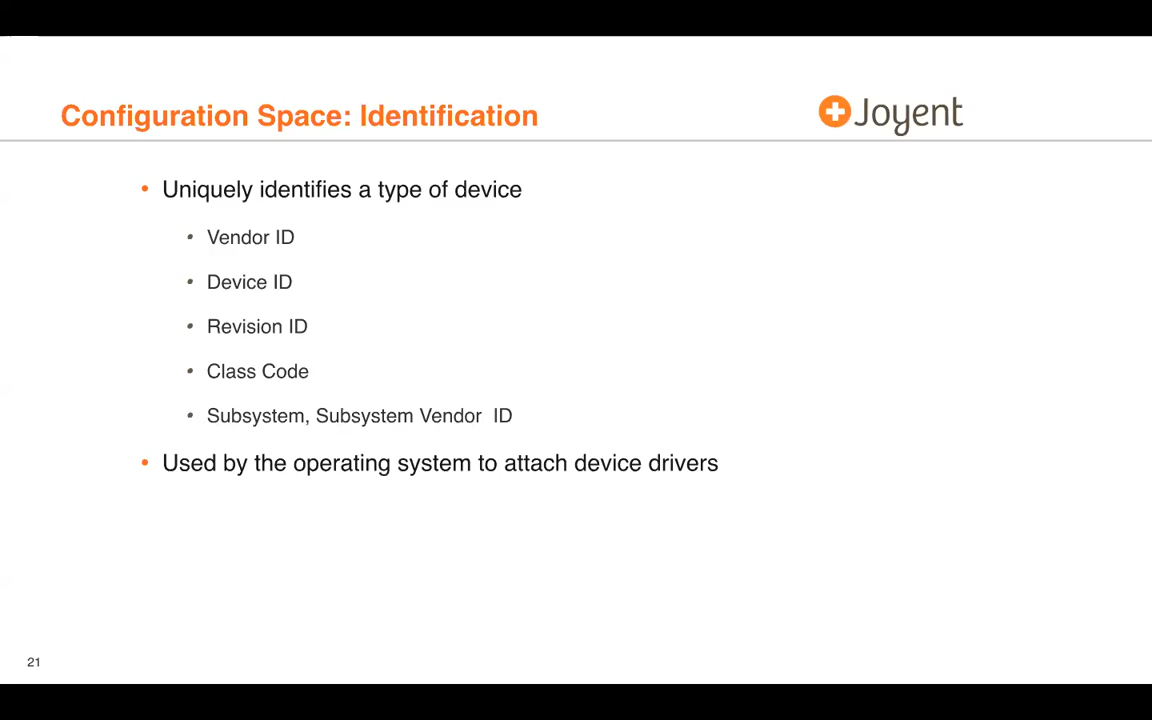 Configuration Space: Identification
Joyent
• Uniquely identifies a type of device
• Vendor ID
• Device ID
• Revision ID
• Class Code
• Subsystem, Subsystem Vendor  ID
• Used by the operating system to attach device drivers
21